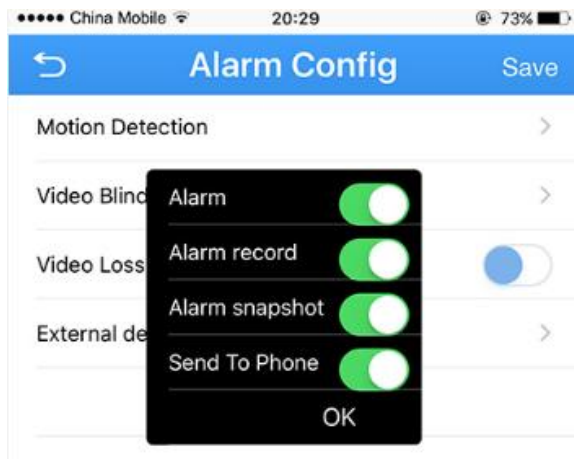 China Mobile 20:29 73%
Alarm Config Save
Motion Detection
Video Blind
Video Loss
External de
Alarm
Alarm record
Alarm snapshot
Send To Phone
OK